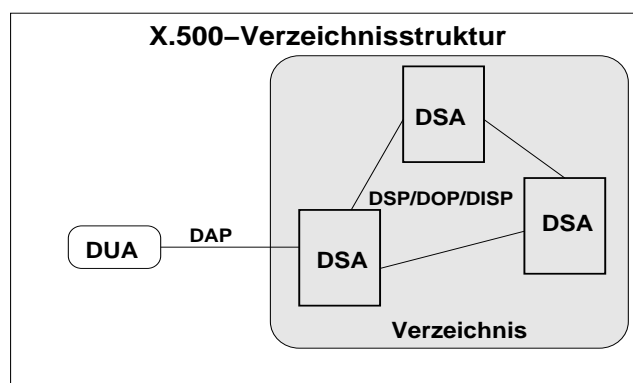 X.500–Verzeichnisstruktur
DSA
DSP/DOP/DISP
DSA
DAP
DUA
DSA
Verzeichnis